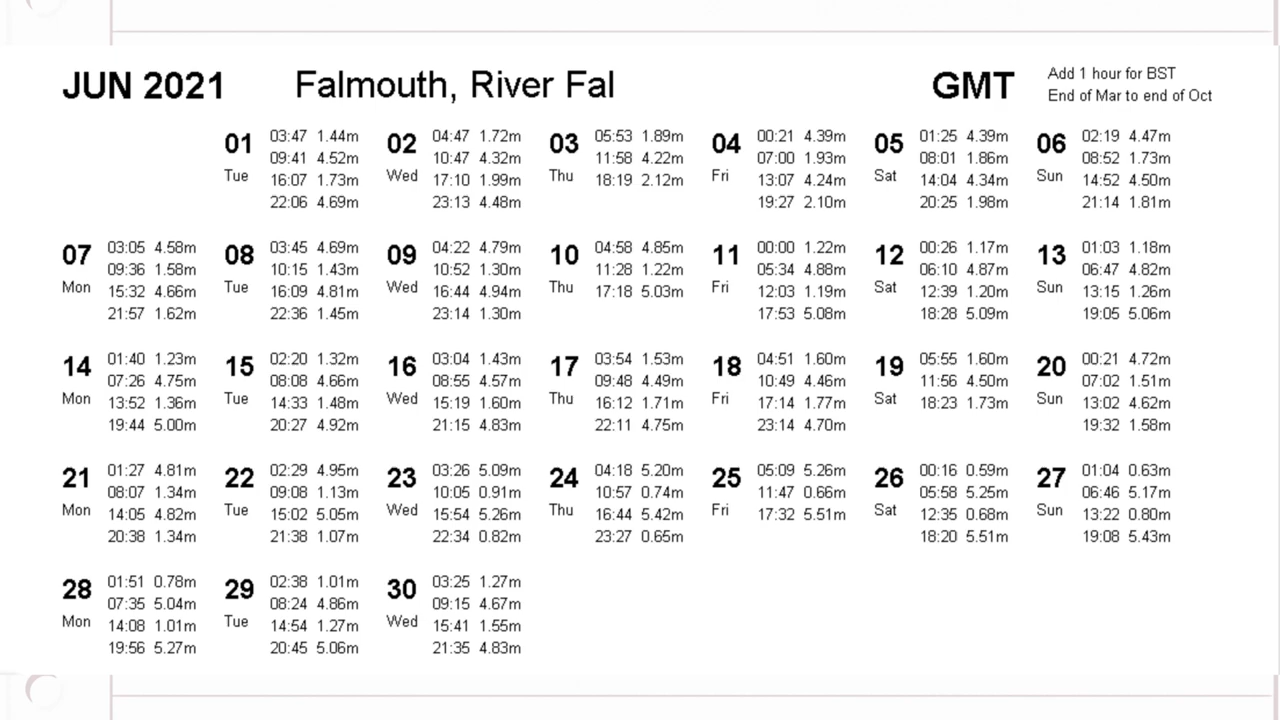 JUN 2021 Falmouth, River Fal GMT Add 1 hour for BST
End of Mar to end of Oct
01 Tue
03:47 1.44m
09:41 4.52m
16:07 1.73m
22:06 4.69m
02 Wed
04:47 1.72m
10:47 4.32m
17:10 1.99m
23:13 4.48m
03 Thu
05:53 1.89m
11:58 4.22m
18:19 2.12m
04 Fri
00:21 4.39m
07:00 1.93m
13:07 4.24m
19:27 2.10m
05 Sat
01:25 4.39m
08:01 1.86m
14:04 4.34m
20:25 1.98m
06 Sun
02:19 4.47m
08:52 1.73m
14:52 4.50m
21:14 1.81m
07 Mon
03:05 4.58m
09:36 1.58m
15:32 4.66m
21:57 1.62m
08 Tue
03:45 4.69m
10:15 1.43m
16:09 4.81m
22:36 1.45m
09 Wed
04:22 4.79m
10:52 1.30m
16:44 4.94m
23:14 1.30m
10 Thu
04:58 4.85m
11:28 1.22m
17:18 5.03m
11 Fri
00:00 1.22m
05:34 4.88m
12:03 1.19m
17:53 5.08m
12 Sat
00:26 1.17m
06:10 4.87m
12:39 1.20m
18:28 5.09m
13 Sun
01:03 1.18m
06:47 4.82m
13:15 1.26m
19:05 5.06m
14 Mon
01:40 1.23m
07:26 4.75m
13:52 1.36m
19:44 5.00m
15 Tue
02:20 1.32m
08:08 4.66m
14:33 1.48m
20:27 4.92m
16 Wed
03:04 1.43m
08:55 4.57m
15:19 1.60m
21:15 4.83m
17 Thu
03:54 1.53m
09:48 4.49m
16:12 1.71m
22:11 4.75m
18 Fri
04:51 1.60m
10:49 4.46m
17:14 1.77m
23:14 4.70m
19 Sat
05:55 1.60m
11:56 4.50m
18:23 1.73m
20 Sun
00:21 4.72m
07:02 1.51m
13:02 4.62m
19:32 1.58m
21 Mon
01:27 4.81m
08:07 1.34m
14:05 4.82m
20:38 1.34m
22 Tue
02:29 4.95m
09:08 1.13m
15:02 5.05m
21:38 1.07m
23 Wed
03:26 5.09m
10:05 0.91m
15:54 5.26m
22:34 0.82m
24 Thu
04:18 5.20m
10:57 0.74m
16:44 5.42m
23:27 0.65m
25 Fri
05:09 5.26m
11:47 0.66m
17:32 5.51m
26 Sat
00:16 0.59m
05:58 5.25m
12:35 0.68m
18:20 5.51m
27 Sun
01:04 0.63m
06:46 5.17m
13:22 0.80m
19:08 5.43m
28 Mon
01:51 0.78m
07:35 5.04m
14:08 1.01m
19:56 5.27m
29 Tue
02:38 1.01m
08:24 4.86m
14:54 1.27m
20:45 5.06m
30 Wed
03:25 1.27m
09:15 4.67m
15:41 1.55m
21:35 4.83m